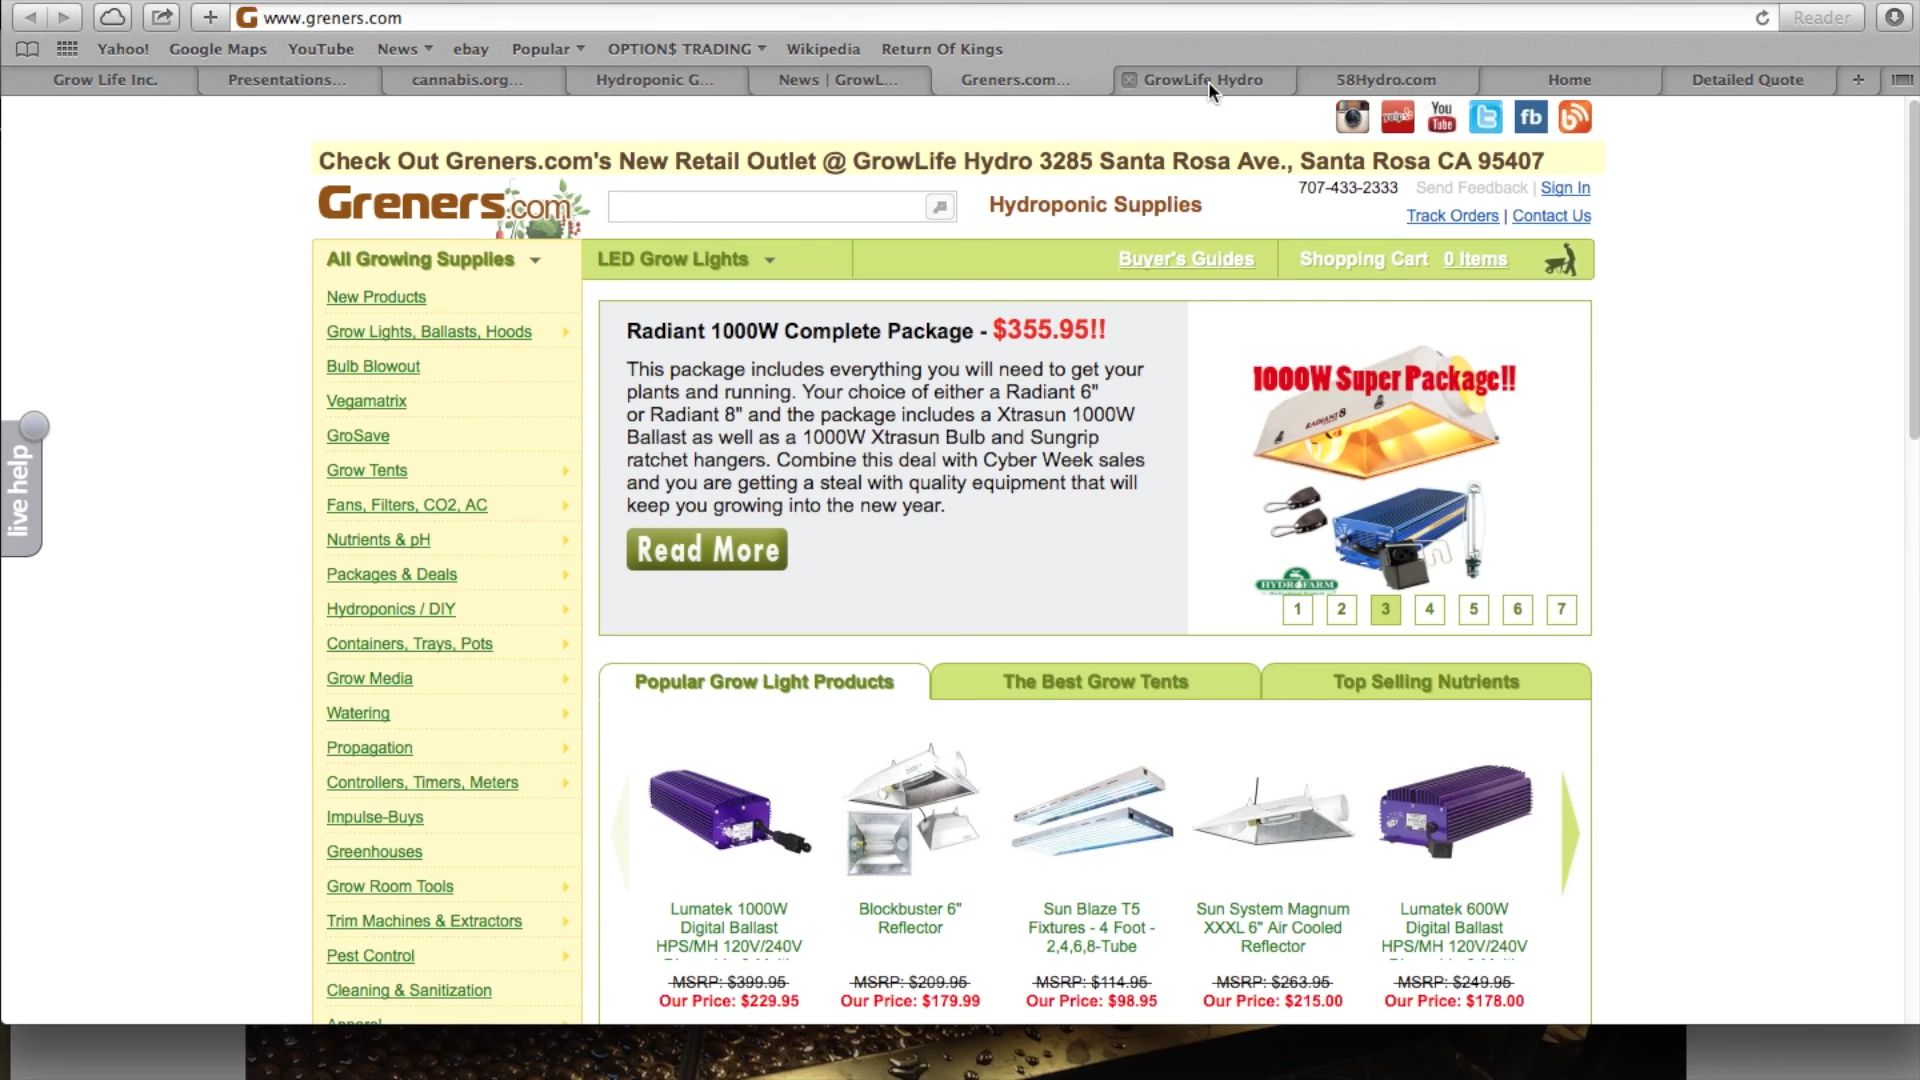 www.greners.com
Reader
Yahoo! Google Maps YouTube News ebay Popular OPTION$ TRADING Wikipedia Return Of Kings
Grow Life Inc. Presentations... cannabis.org... Hydroponic G... News | GrowL... Greners.com... GrowLife Hydro 58Hydro.com Home Detailed Quote
yelp You Tube fb
Check Out Greners.com's New Retail Outlet @ GrowLife Hydro 3285 Santa Rosa Ave., Santa Rosa CA 95407
Greners.com
Hydroponic Supplies
707-433-2333 Send Feedback | Sign In
Track Orders | Contact Us
All Growing Supplies LED Grow Lights Buyer's Guides Shopping Cart 0 Items
New Products
Grow Lights, Ballasts, Hoods
Bulb Blowout
Vegamatrix
GroSave
Grow Tents
Fans, Filters, CO2, AC
Nutrients & pH
Packages & Deals
Hydroponics / DIY
Containers, Trays, Pots
Grow Media
Watering
Propagation
Controllers, Timers, Meters
Impulse-Buys
Greenhouses
Grow Room Tools
Trim Machines & Extractors
Pest Control
Cleaning & Sanitization
Apparel
live help
Radiant 1000W Complete Package - $355.95!!
This package includes everything you will need to get your
plants and running. Your choice of either a Radiant 6"
or Radiant 8" and the package includes a Xtrasun 1000W
Ballast as well as a 1000W Xtrasun Bulb and Sungrip
ratchet hangers. Combine this deal with Cyber Week sales
and you are getting a steal with quality equipment that will
keep you growing into the new year.
Read More
1000W Super Package!!
RADIANT 8
HYDROFARM
1 2 3 4 5 6 7
Popular Grow Light Products The Best Grow Tents Top Selling Nutrients
Lumatek 1000W
Digital Ballast
HPS/MH 120V/240V
MSRP: $399.95
Our Price: $229.95
Blockbuster 6"
Reflector
MSRP: $209.95
Our Price: $179.99
Sun Blaze T5
Fixtures - 4 Foot -
2,4,6,8-Tube
MSRP: $114.95
Our Price: $98.95
Sun System Magnum
XXXL 6" Air Cooled
Reflector
MSRP: $263.95
Our Price: $215.00
Lumatek 600W
Digital Ballast
HPS/MH 120V/240V
MSRP: $249.95
Our Price: $178.00